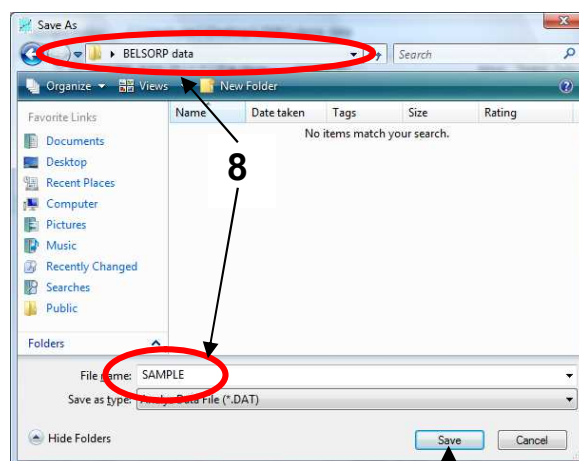 Save As
BELSORP data
Search
Organize Views New Folder
Favorite Links
Name Date taken Tags Size Rating
No items match your search.
Documents
Desktop
Recent Places
Computer
Pictures
Music
Recently Changed
Searches
Public
8
Folders
File name: SAMPLE
Save as type: Data File (*.DAT)
Hide Folders
Save Cancel